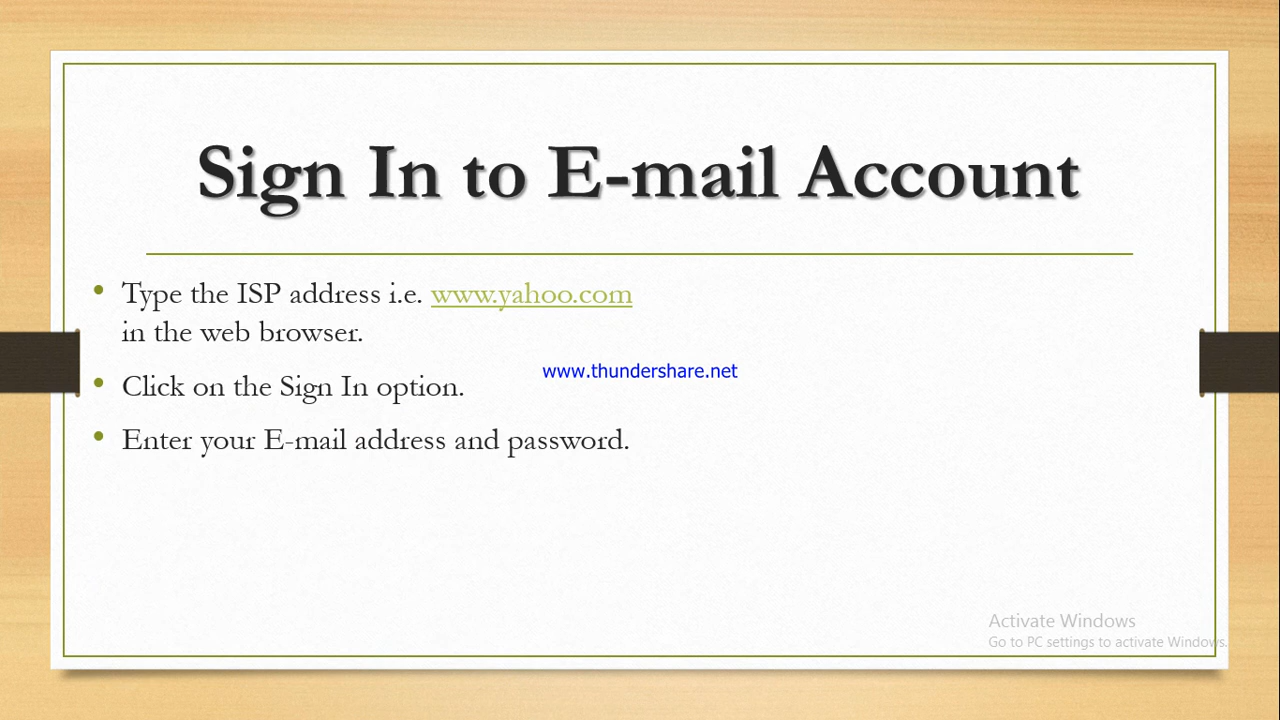 Sign In to E-mail Account
• Type the ISP address i.e. www.yahoo.com
in the web browser.
www.thundershare.net
• Click on the Sign In option.
• Enter your E-mail address and password.
Activate Windows
Go to PC settings to activate Windows.